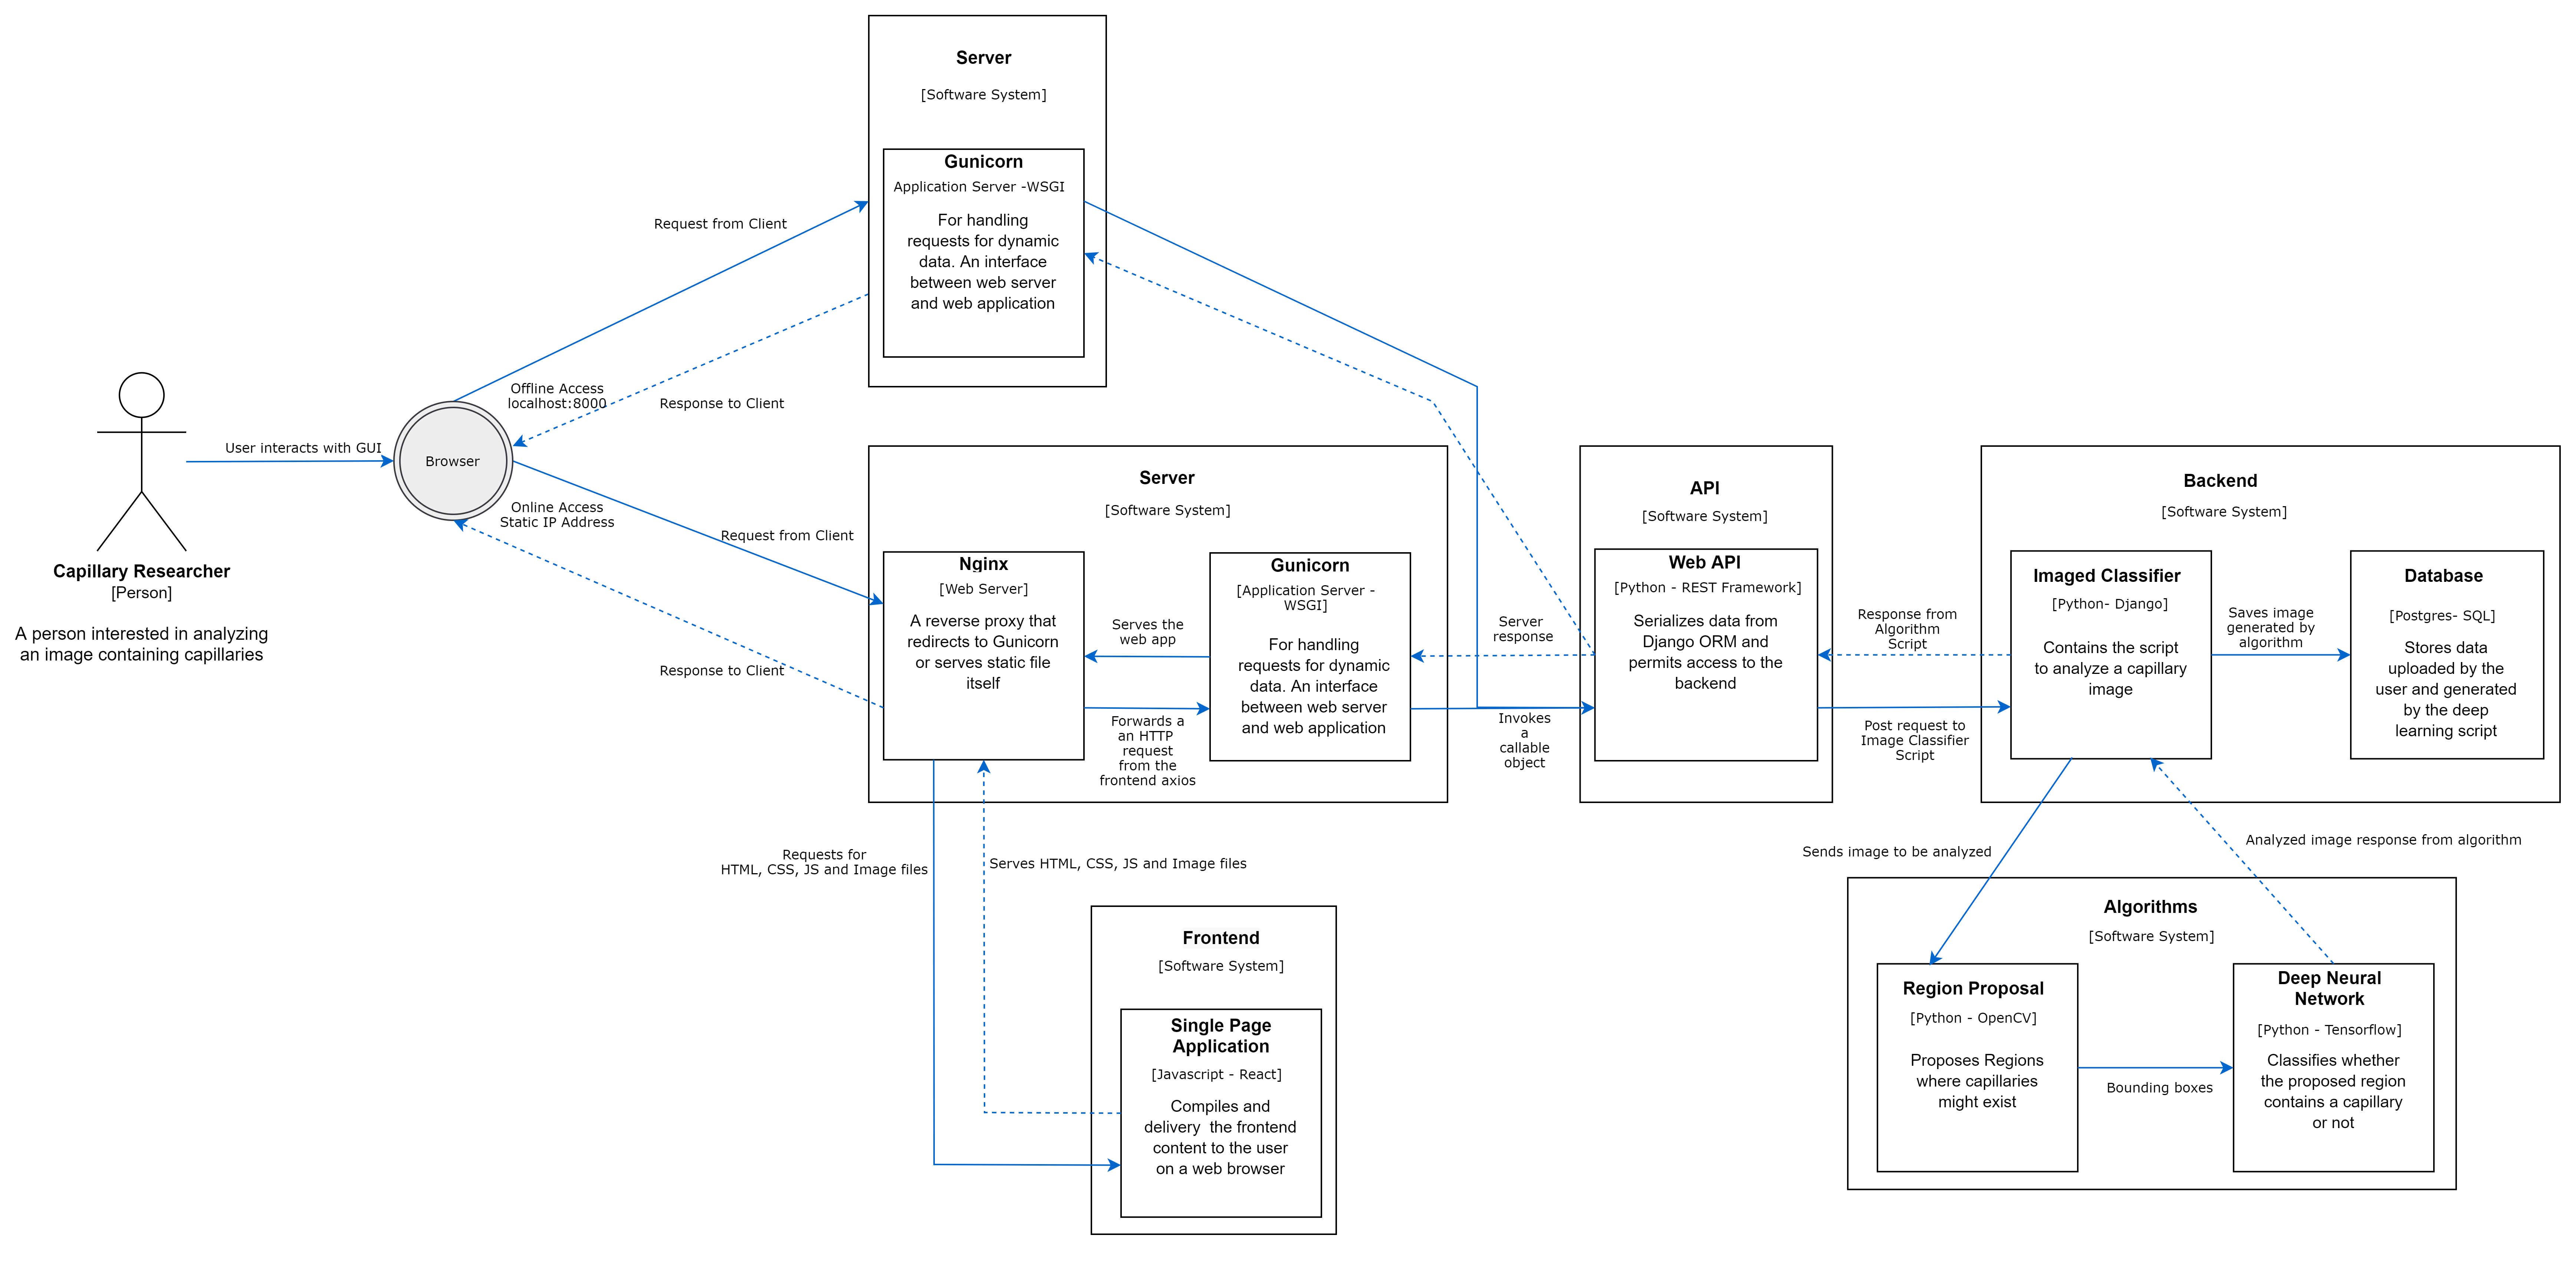 Server
[Software System]
Gunicorn
Application Server -WSGI
For handling
requests for dynamic
data. An interface
between web server
and web application
Request from Client
Offline Access
localhost:8000
Response to Client
User interacts with GUI
Browser
Online Access
Static IP Address
Request from Client
Response to Client
Capillary Researcher
[Person]
A person interested in analyzing
an image containing capillaries
Server
[Software System]
Nginx
[Web Server]
A reverse proxy that
redirects to Gunicorn
or serves static file
itself
Serves the
web app
Forwards a
an HTTP
request
from the
frontend axios
Gunicorn
[Application Server -
WSGI]
For handling
requests for dynamic
data. An interface
between web server
and web application
Server
response
Invokes
a
callable
object
API
[Software System]
Web API
[Python - REST Framework]
Serializes data from
Django ORM and
permits access to the
backend
Response from
Algorithm
Script
Post request to
Image Classifier
Script
Backend
[Software System]
Imaged Classifier
[Python- Django]
Contains the script
to analyze a capillary
image
Saves image
generated by
algorithm
Database
[Postgres- SQL]
Stores data
uploaded by the
user and generated
by the deep
learning script
Requests for
HTML, CSS, JS and Image files
Serves HTML, CSS, JS and Image files
Sends image to be analyzed
Analyzed image response from algorithm
Frontend
[Software System]
Single Page
Application
[Javascript - React]
Compiles and
delivery  the frontend
content to the user
on a web browser
Algorithms
[Software System]
Region Proposal
[Python - OpenCV]
Proposes Regions
where capillaries
might exist
Bounding boxes
Deep Neural
Network
[Python - Tensorflow]
Classifies whether
the proposed region
contains a capillary
or not